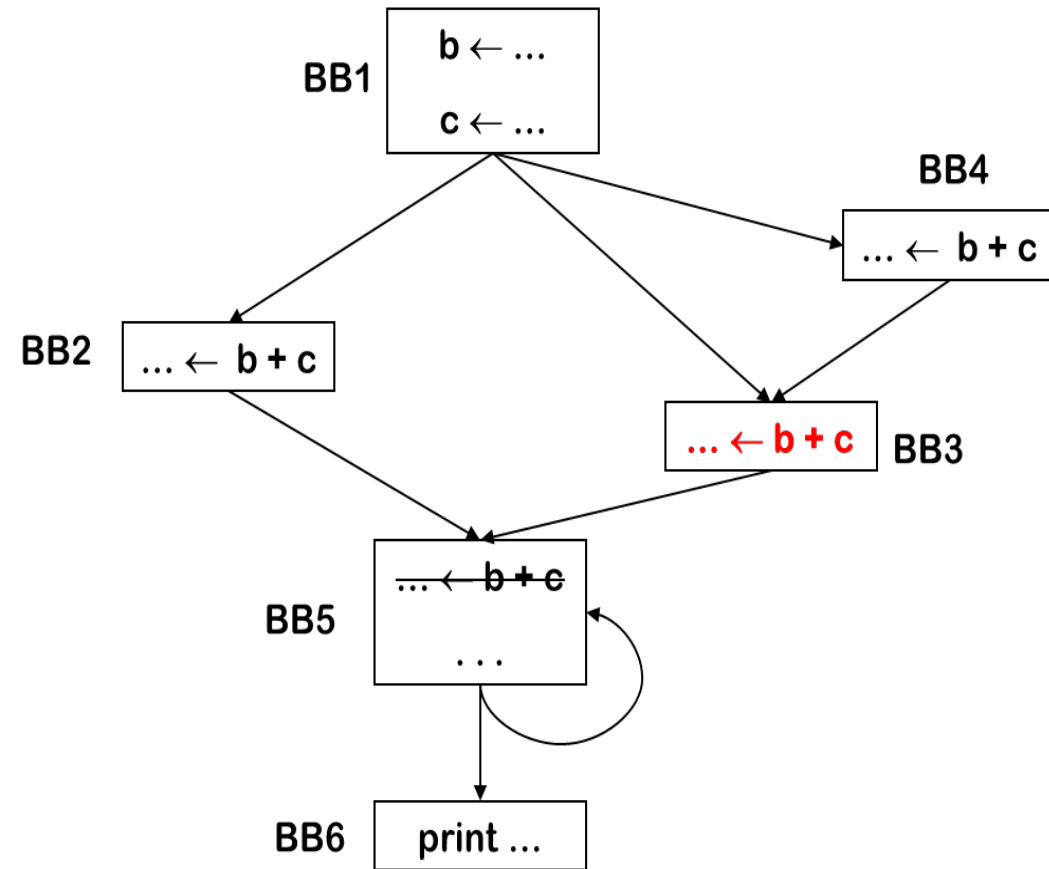 b ← ...
BB1
c ← ...
BB4
... ← b + c
BB2
... ← b + c
... ← b + c
BB3
... ← b + c
BB5
. . .
BB6
print ...